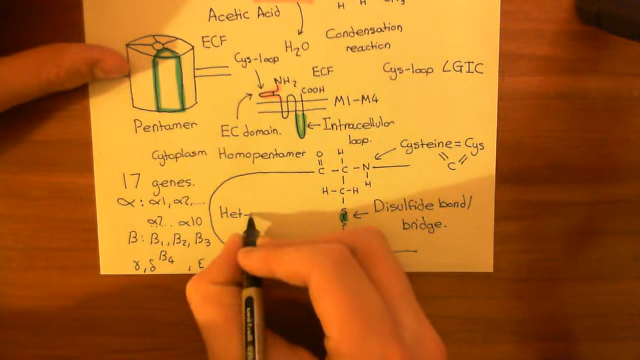 Acetic Acid
H H
ECF
Condensation
reaction
H₂O
Cys-loop
NH₂
ECF
Cys-loop LGIC
COOH
M1-M4
Pentamer
EC domain.
Intracellular
loop.
Cytoplasm Homopentamer
Cysteine = Cys
C
17 genes.
O H
C - C - N
H
H-C-H
S
α: α1, α2,...
α7... α10
Het
Disulfide bond/
bridge.
β: β1, β2, β3
β4
γ, δ, ε